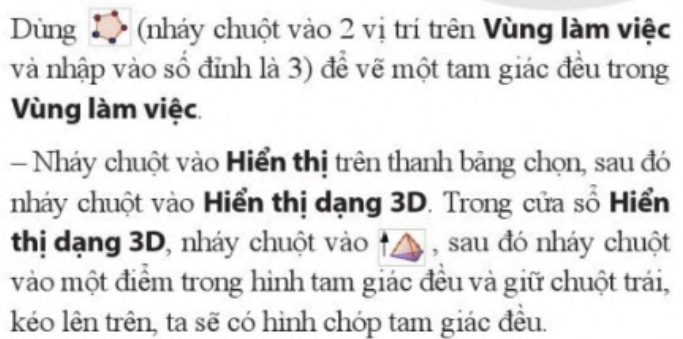 Dùng (nháy chuột vào 2 vị trí trên Vùng làm việc
và nhập vào số đỉnh là 3) để vẽ một tam giác đều trong
Vùng làm việc.
– Nháy chuột vào Hiển thị trên thanh bảng chọn, sau đó
nháy chuột vào Hiển thị dạng 3D. Trong cửa sổ Hiển
thị dạng 3D, nháy chuột vào , sau đó nháy chuột
vào một điểm trong hình tam giác đều và giữ chuột trái,
kéo lên trên, ta sẽ có hình chóp tam giác đều.